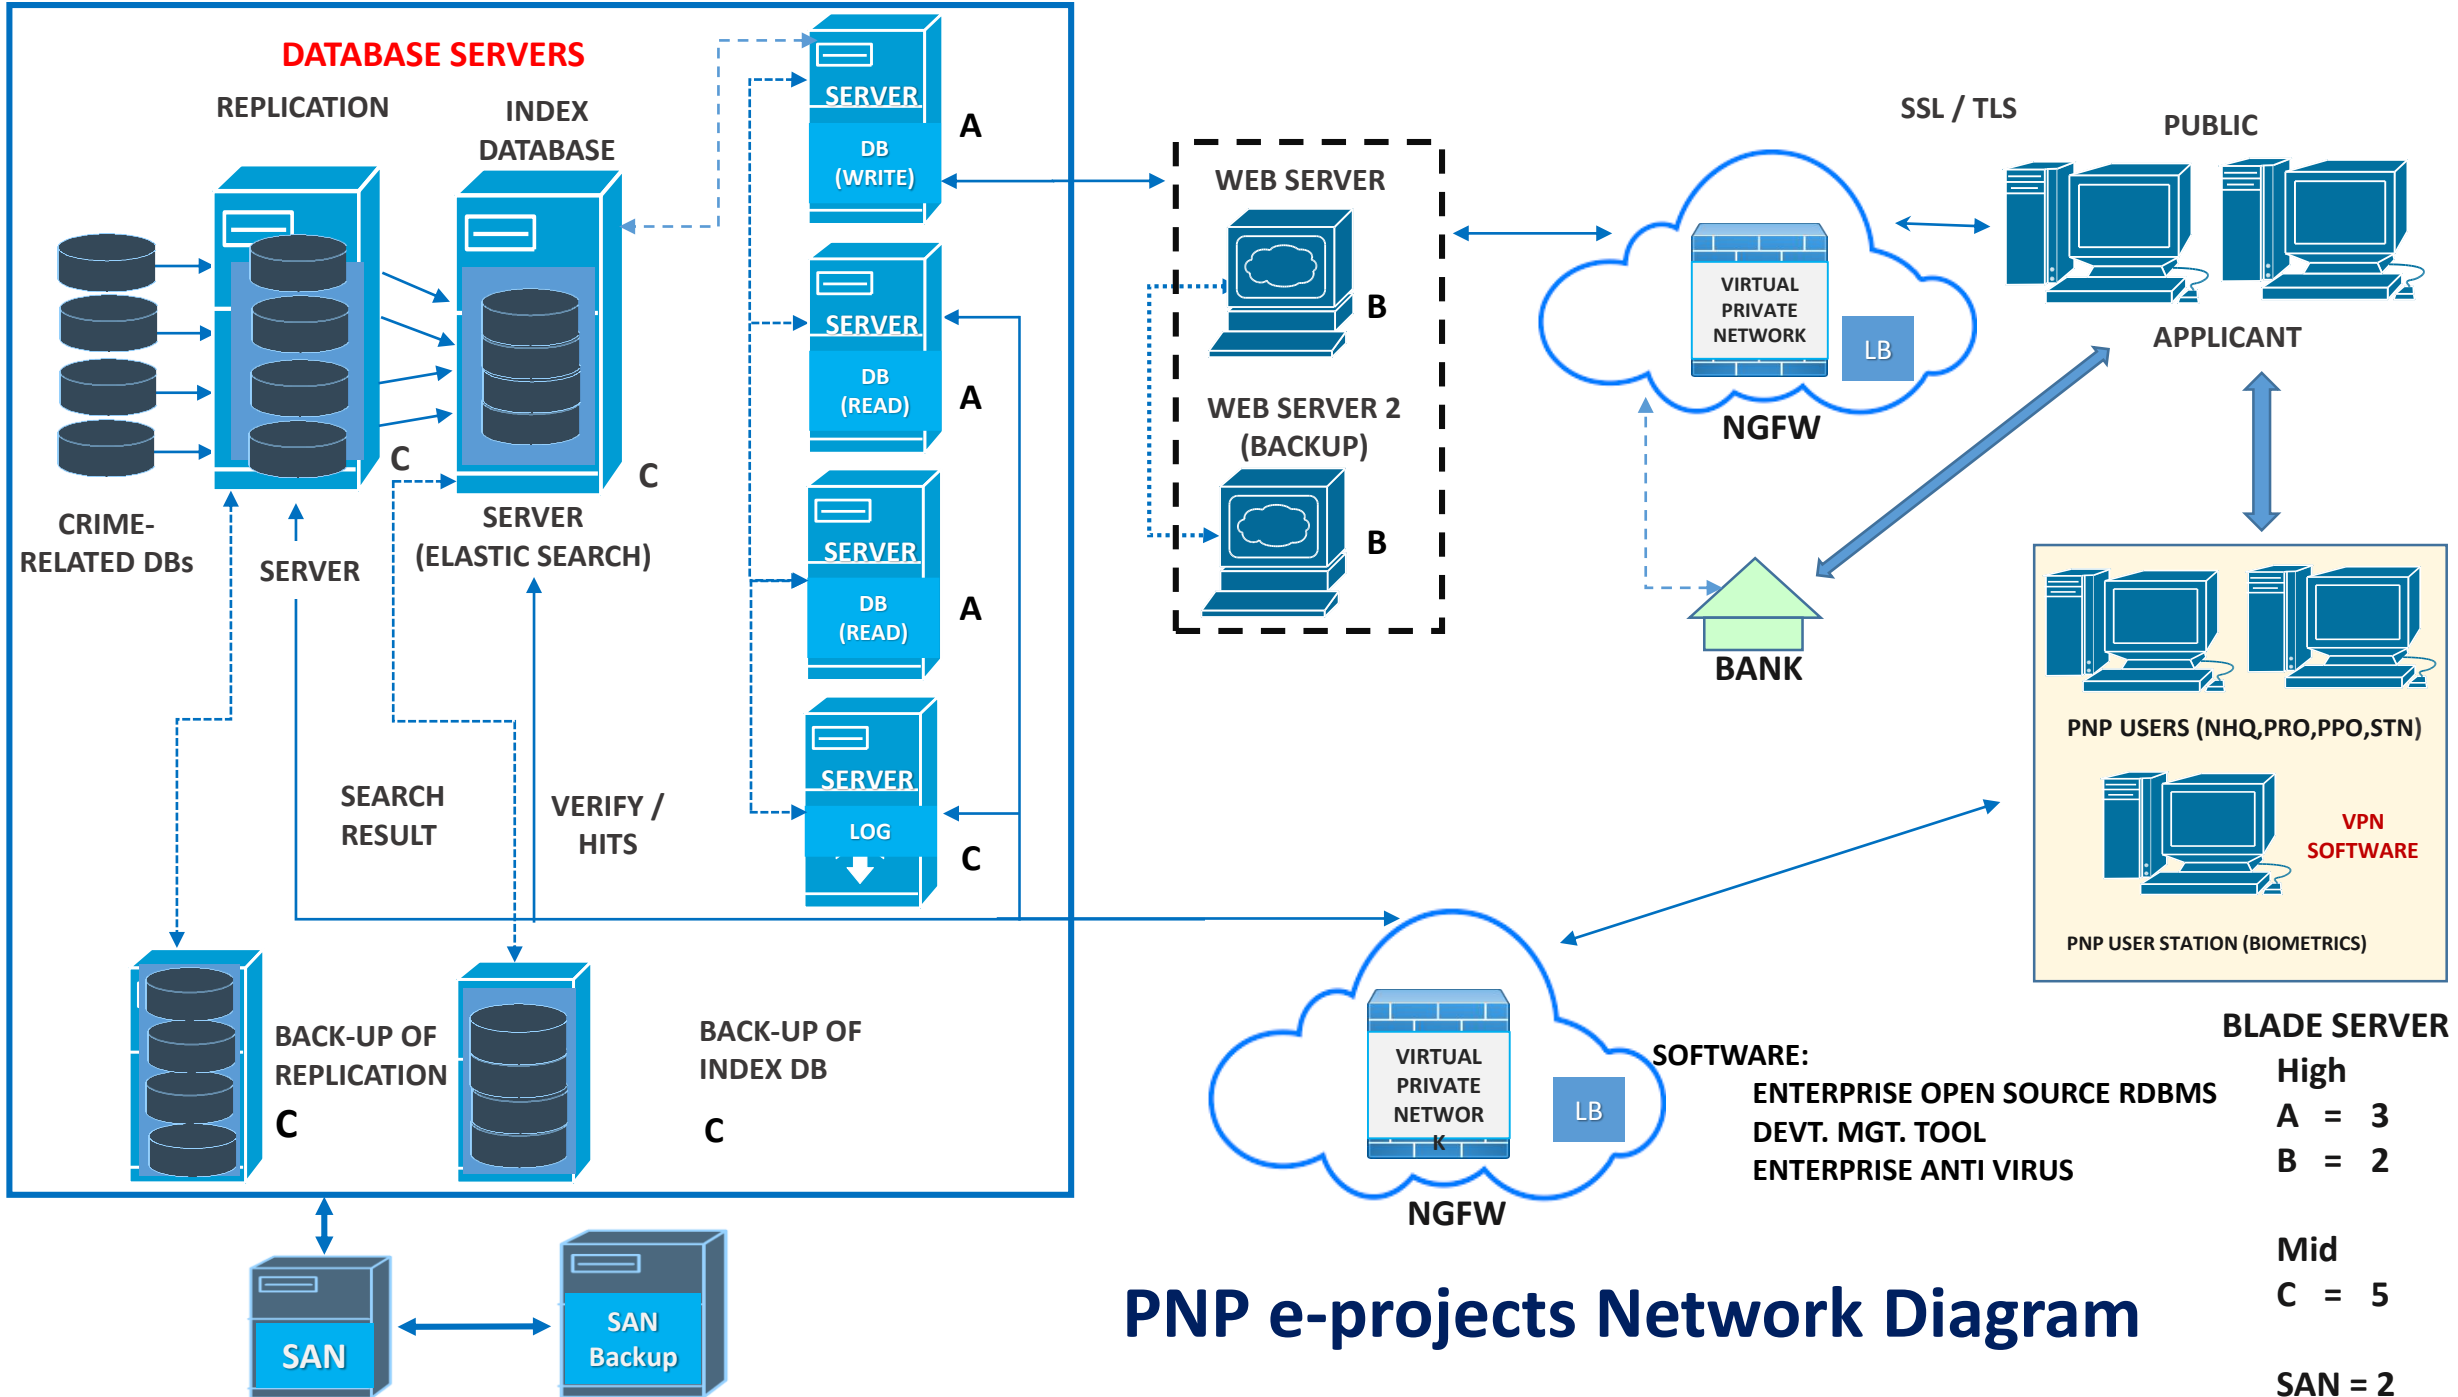 DATABASE SERVERS
REPLICATION
INDEX
DATABASE
C
C
CRIME-
RELATED DBs
SERVER
SERVER
(ELASTIC SEARCH)
SEARCH
RESULT
VERIFY /
HITS
BACK-UP OF
REPLICATION
C
BACK-UP OF
INDEX DB
C
SERVER
DB
(WRITE)
A
SERVER
DB
(READ)
A
SERVER
DB
(READ)
A
SERVER
LOG
C
SAN
SAN
Backup
WEB SERVER
B
WEB SERVER 2
(BACKUP)
B
VIRTUAL
PRIVATE
NETWORK
LB
NGFW
SSL / TLS
PUBLIC
APPLICANT
BANK
PNP USERS (NHQ,PRO,PPO,STN)
VPN
SOFTWARE
PNP USER STATION (BIOMETRICS)
VIRTUAL
PRIVATE
NETWOR
K
LB
NGFW
SOFTWARE:
ENTERPRISE OPEN SOURCE RDBMS
DEVT. MGT. TOOL
ENTERPRISE ANTI VIRUS
BLADE SERVER
High
A = 3
B = 2
Mid
C = 5
SAN = 2
PNP e-projects Network Diagram